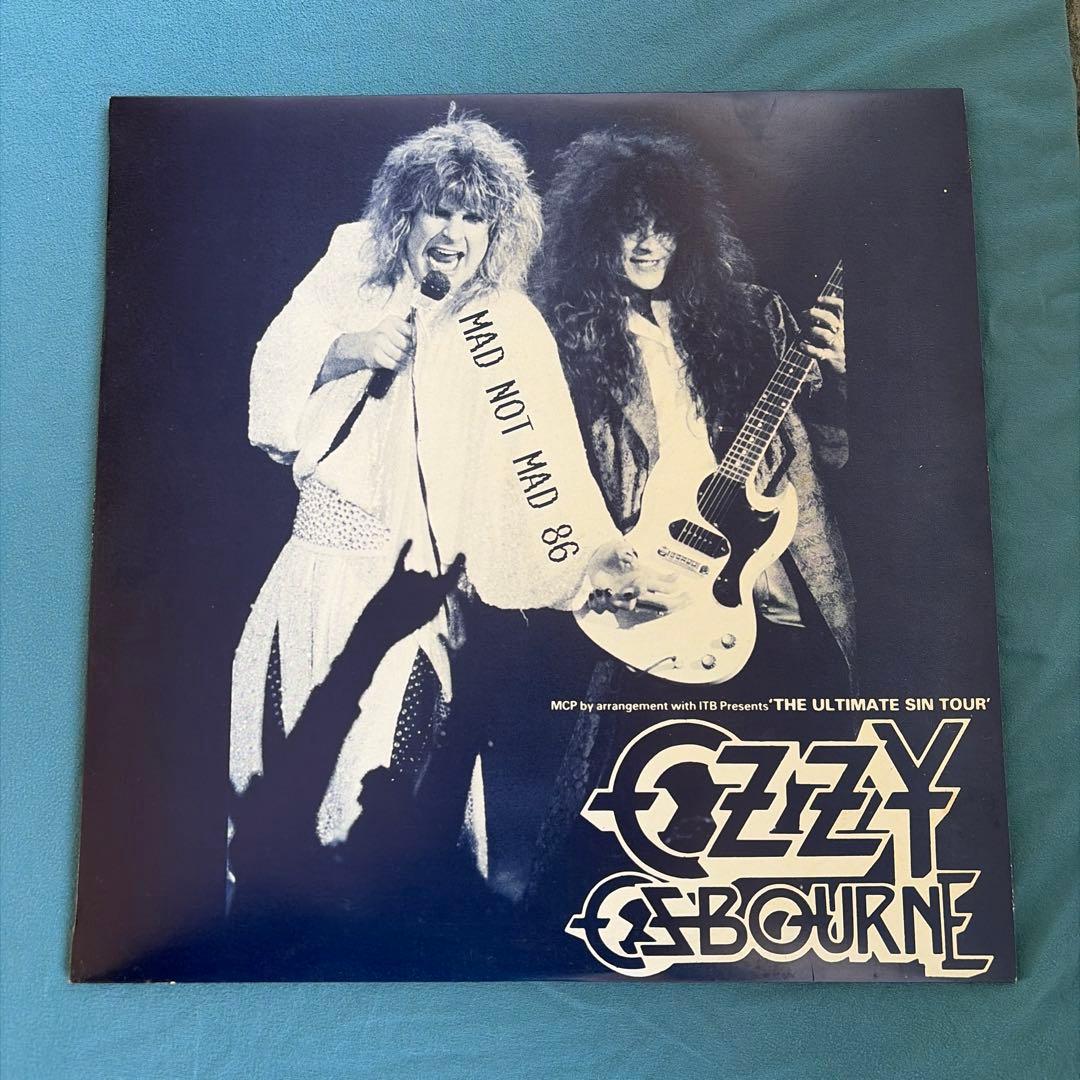 MAD NOT MAD 86
MCP by arrangement with ITB Presents 'THE ULTIMATE SIN TOUR'
OZZY
OSBOURNE